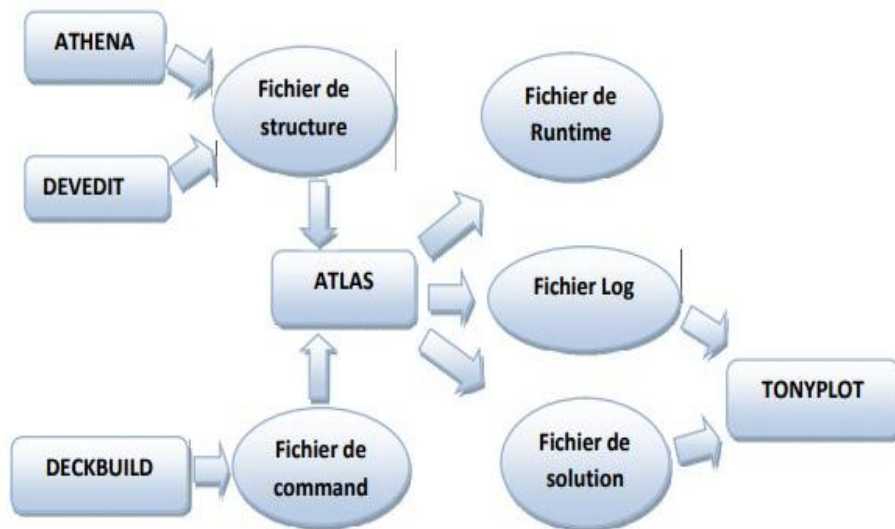 ATHENA
Fichier de
structure
Fichier de
Runtime
DEVEDIT
ATLAS
Fichier Log
TONYPLOT
DECKBUILD
Fichier de
command
Fichier de
solution